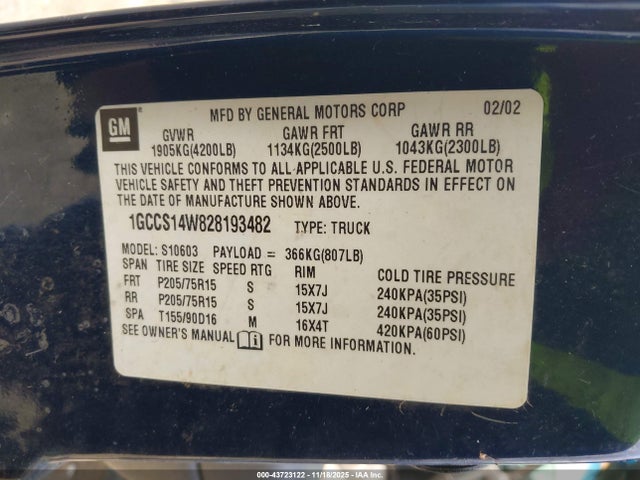 GM
MFD BY GENERAL MOTORS CORP 02/02
GVWR GAWR FRT GAWR RR
1905KG(4200LB) 1134KG(2500LB) 1043KG(2300LB)
THIS VEHICLE CONFORMS TO ALL APPLICABLE U.S. FEDERAL MOTOR
VEHICLE SAFETY AND THEFT PREVENTION STANDARDS IN EFFECT ON
THE DATE OF MANUFACTURE SHOWN ABOVE.
1GCCS14W828193482 TYPE: TRUCK
MODEL: S10603 PAYLOAD = 366KG(807LB)
SPAN TIRE SIZE SPEED RTG RIM COLD TIRE PRESSURE
FRT P205/75R15 S 15X7J 240KPA(35PSI)
RR P205/75R15 S 15X7J 240KPA(35PSI)
SPA T155/90D16 M 16X4T 420KPA(60PSI)
SEE OWNER'S MANUAL FOR MORE INFORMATION.
000-43723122 - 11/18/2025 - IAA Inc.